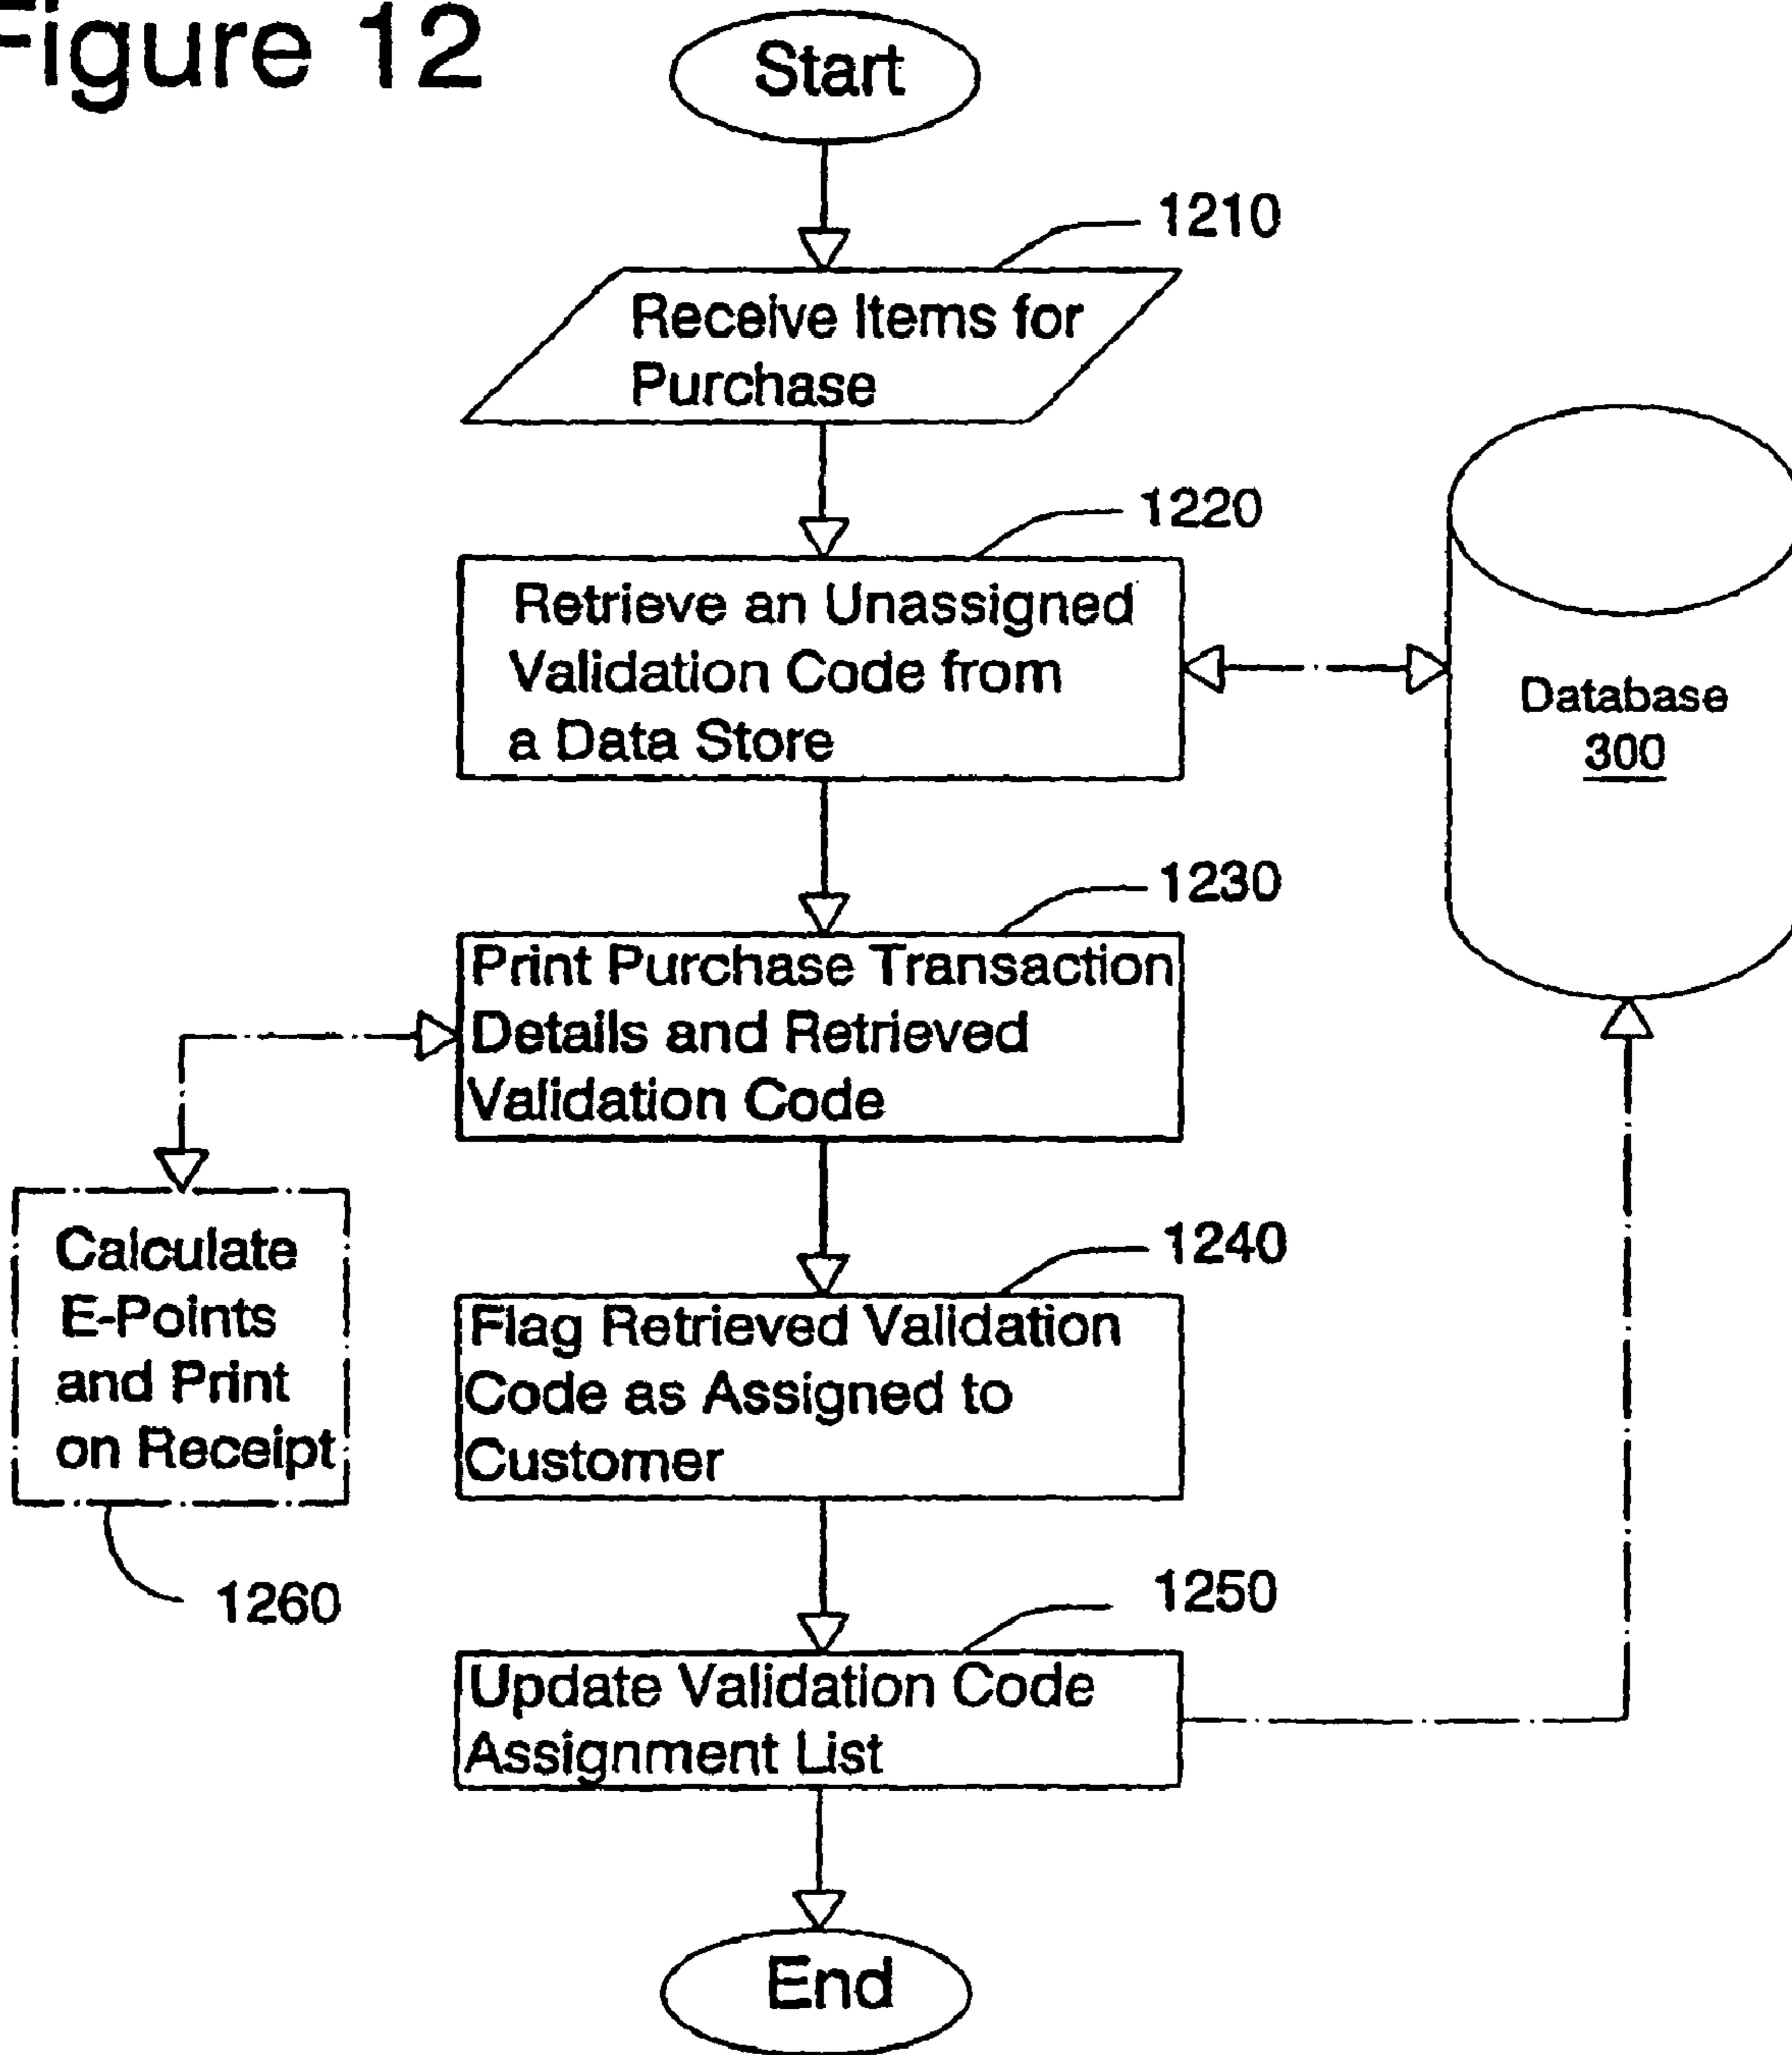 Figure 12
Start
1210
Receive Items for
Purchase
1220
Retrieve an Unassigned
Validation Code from
a Data Store
Database
300
1230
Print Purchase Transaction
Details and Retrieved
Validation Code
1240
Flag Retrieved Validation
Code as Assigned to
Customer
Calculate
E-Points
and Print
on Receipt
1260
1250
Update Validation Code
Assignment List
End